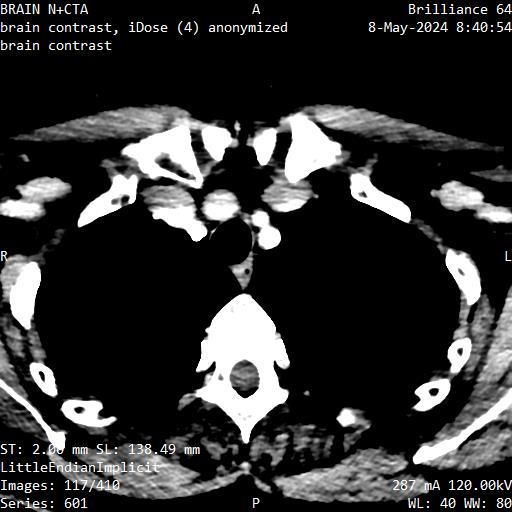 BRAIN N+CTA
A
Brilliance 64
brain contrast, iDose (4) anonymized
8-May-2024 8:40:54
brain contrast
R
L
ST: 2.00 mm SL: 138.49 mm
LittleEndianImplicit
Images: 117/410
287 mA 120.00kV
Series: 601
P
WL: 40 WW: 80